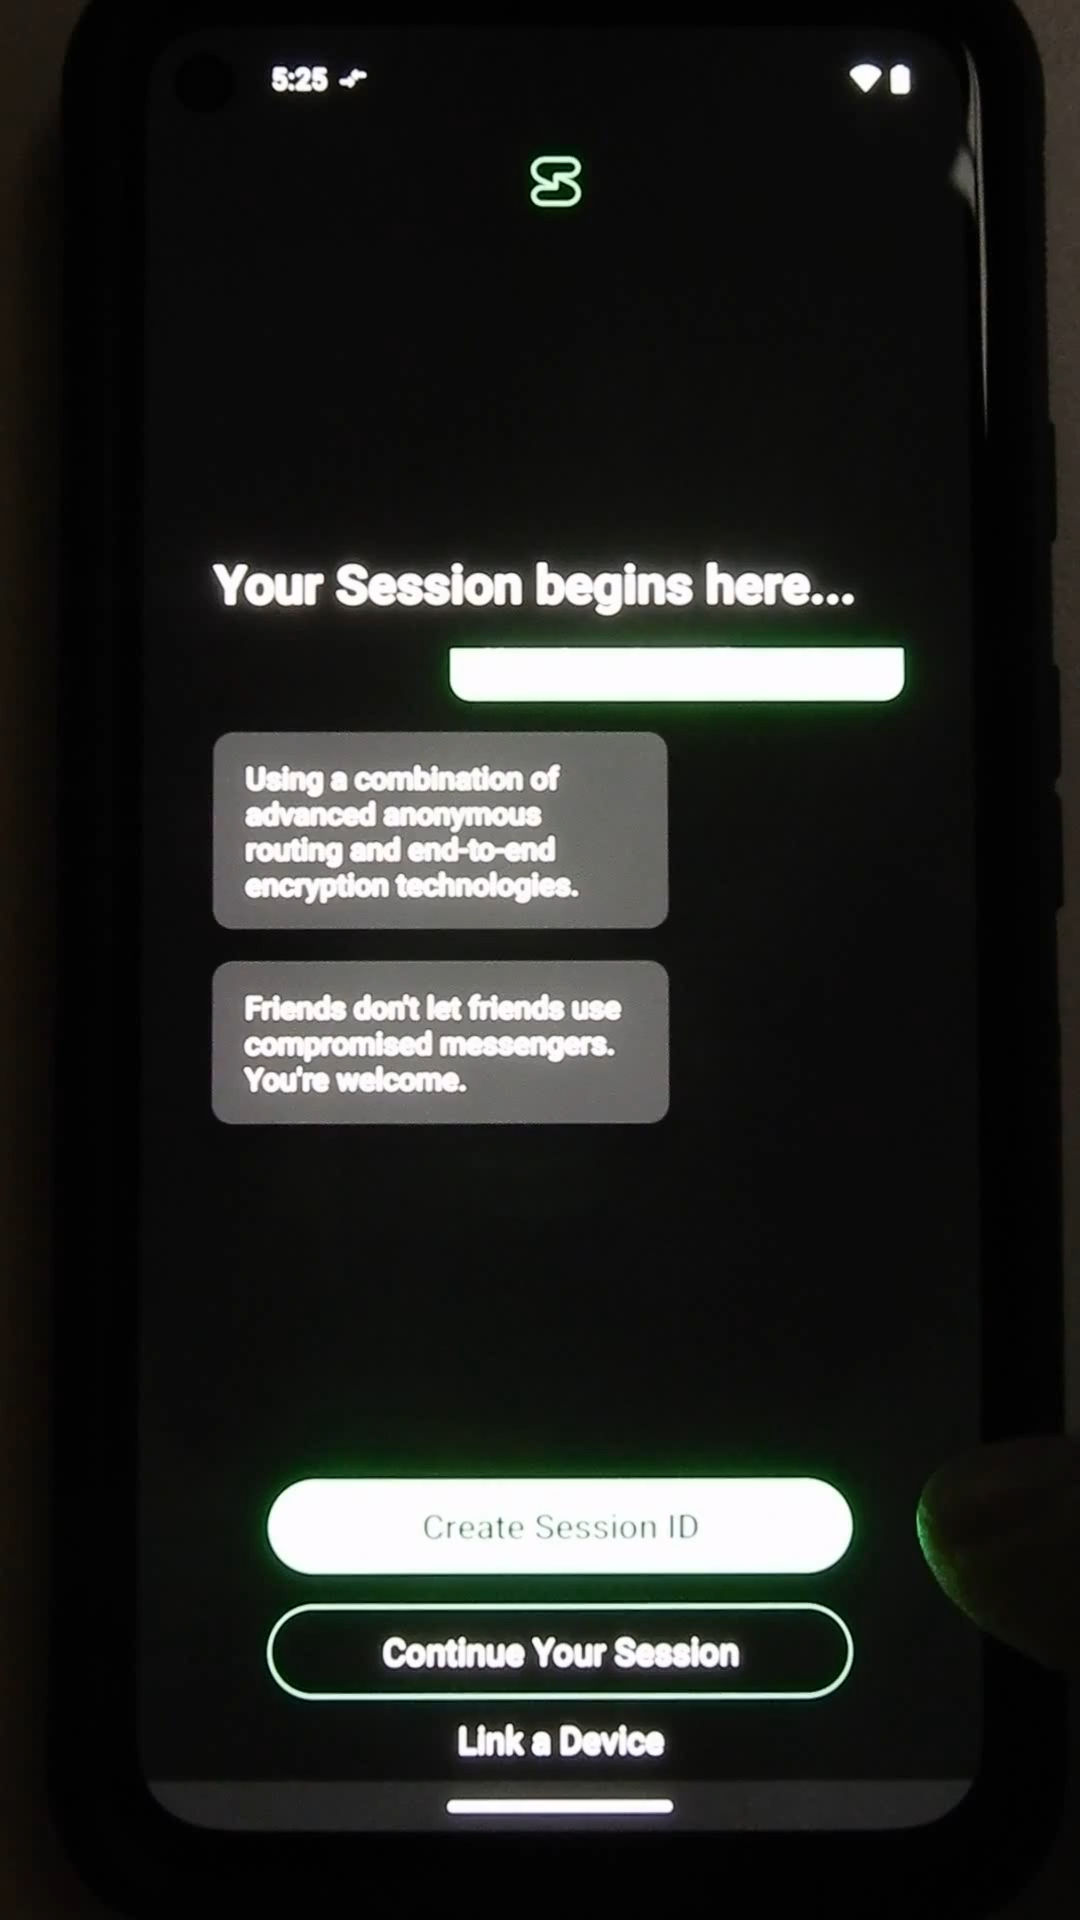 5:25
Your Session begins here...
Using a combination of
advanced anonymous
routing and end-to-end
encryption technologies.
Friends don't let friends use
compromised messengers.
You're welcome.
Create Session ID
Continue Your Session
Link a Device